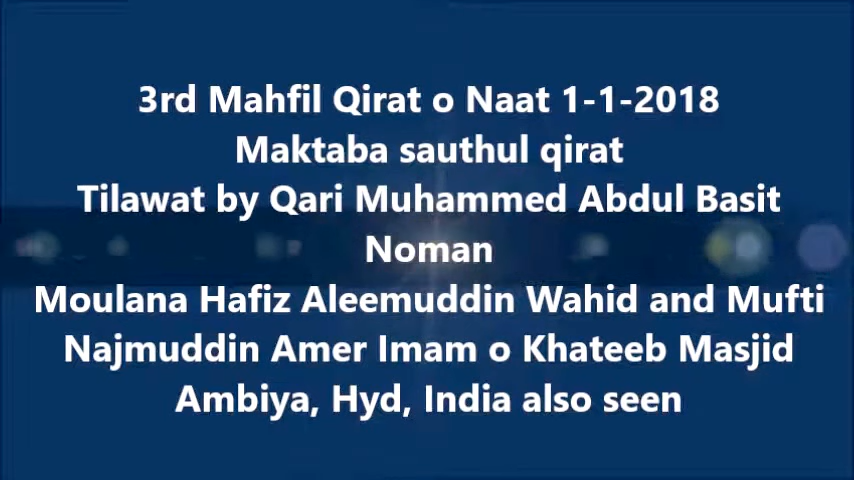 3rd Mahfil Qirat o Naat 1-1-2018
Maktaba sauthul qirat
Tilawat by Qari Muhammed Abdul Basit
Noman
Moulana Hafiz Aleemuddin Wahid and Mufti
Najmuddin Amer Imam o Khateeb Masjid
Ambiya, Hyd, India also seen